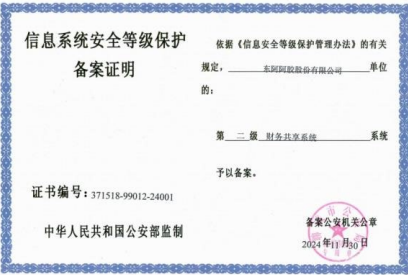 信息系统安全等级保护
备案证明
证书编号：371518-99012-24001
中华人民共和国公安部监制
依据《信息安全等级保护管理办法》的有关
规定，东阿阿胶股份有限公司单位
的：
第二级财务共享系统系统
予以备案。
备案公安机关公章
2024年11月30日